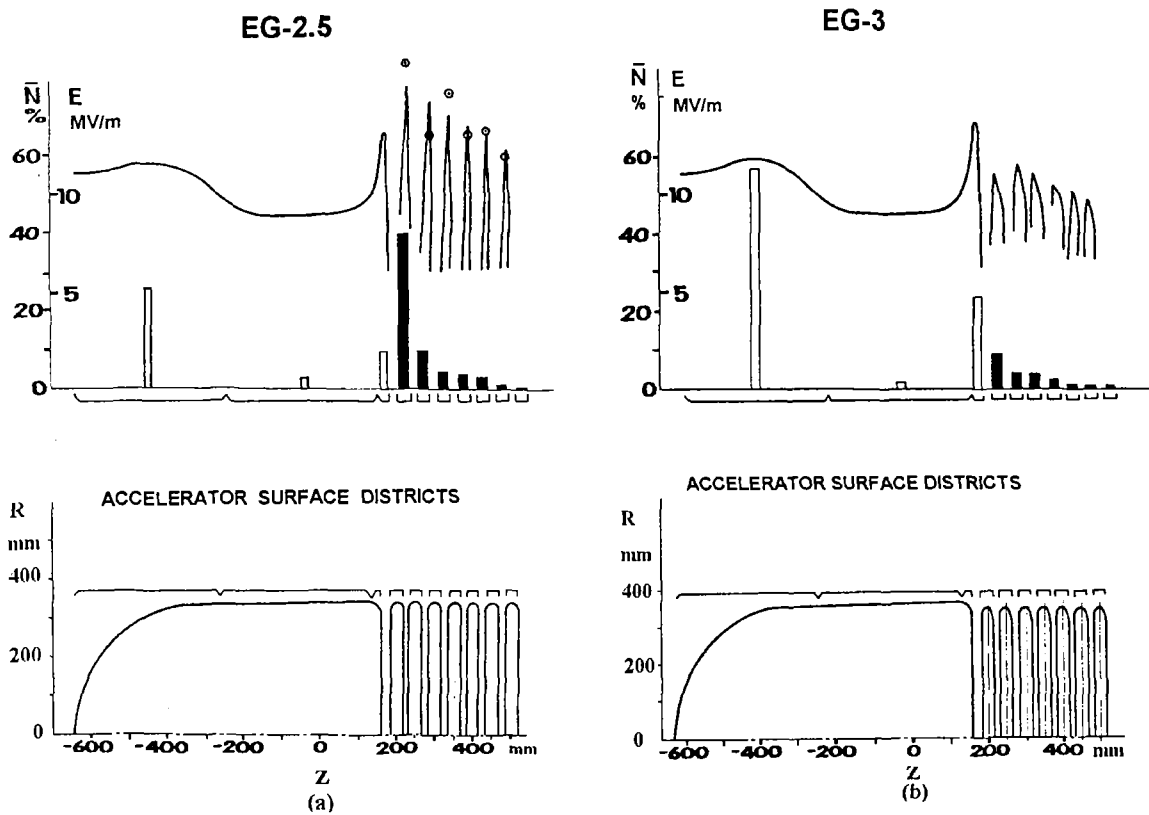 EG-2.5
N̄ E
% MV/m
60
10
40
5
20
0
ACCELERATOR SURFACE DISTRICTS
R
mm
400
200
0
-600 -400 -200 0 200 400 mm
Z
(a)
EG-3
N̄ E
% MV/m
60
10
40
5
20
0
ACCELERATOR SURFACE DISTRICTS
R
mm
400
200
0
-600 -400 -200 0 200 400 mm
Z
(b)